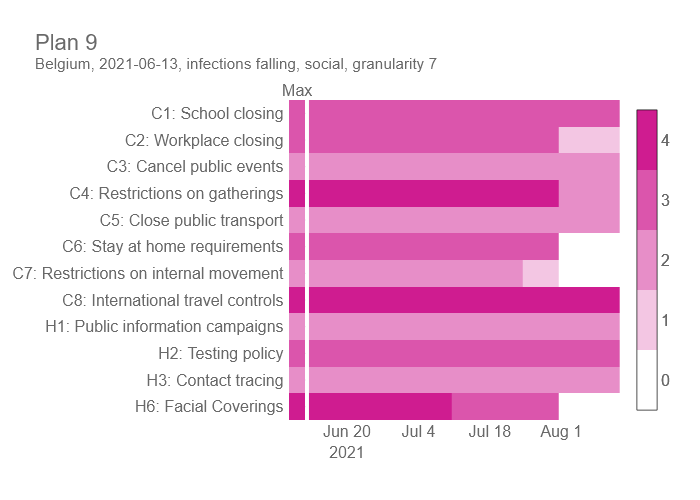 Plan 9
Belgium, 2021-06-13, infections falling, social, granularity 7
Max
C1: School closing
C2: Workplace closing
C3: Cancel public events
C4: Restrictions on gatherings
C5: Close public transport
C6: Stay at home requirements
C7: Restrictions on internal movement
C8: International travel controls
H1: Public information campaigns
H2: Testing policy
H3: Contact tracing
H6: Facial Coverings
Jun 20 Jul 4 Jul 18 Aug 1
2021
4
3
2
1
0